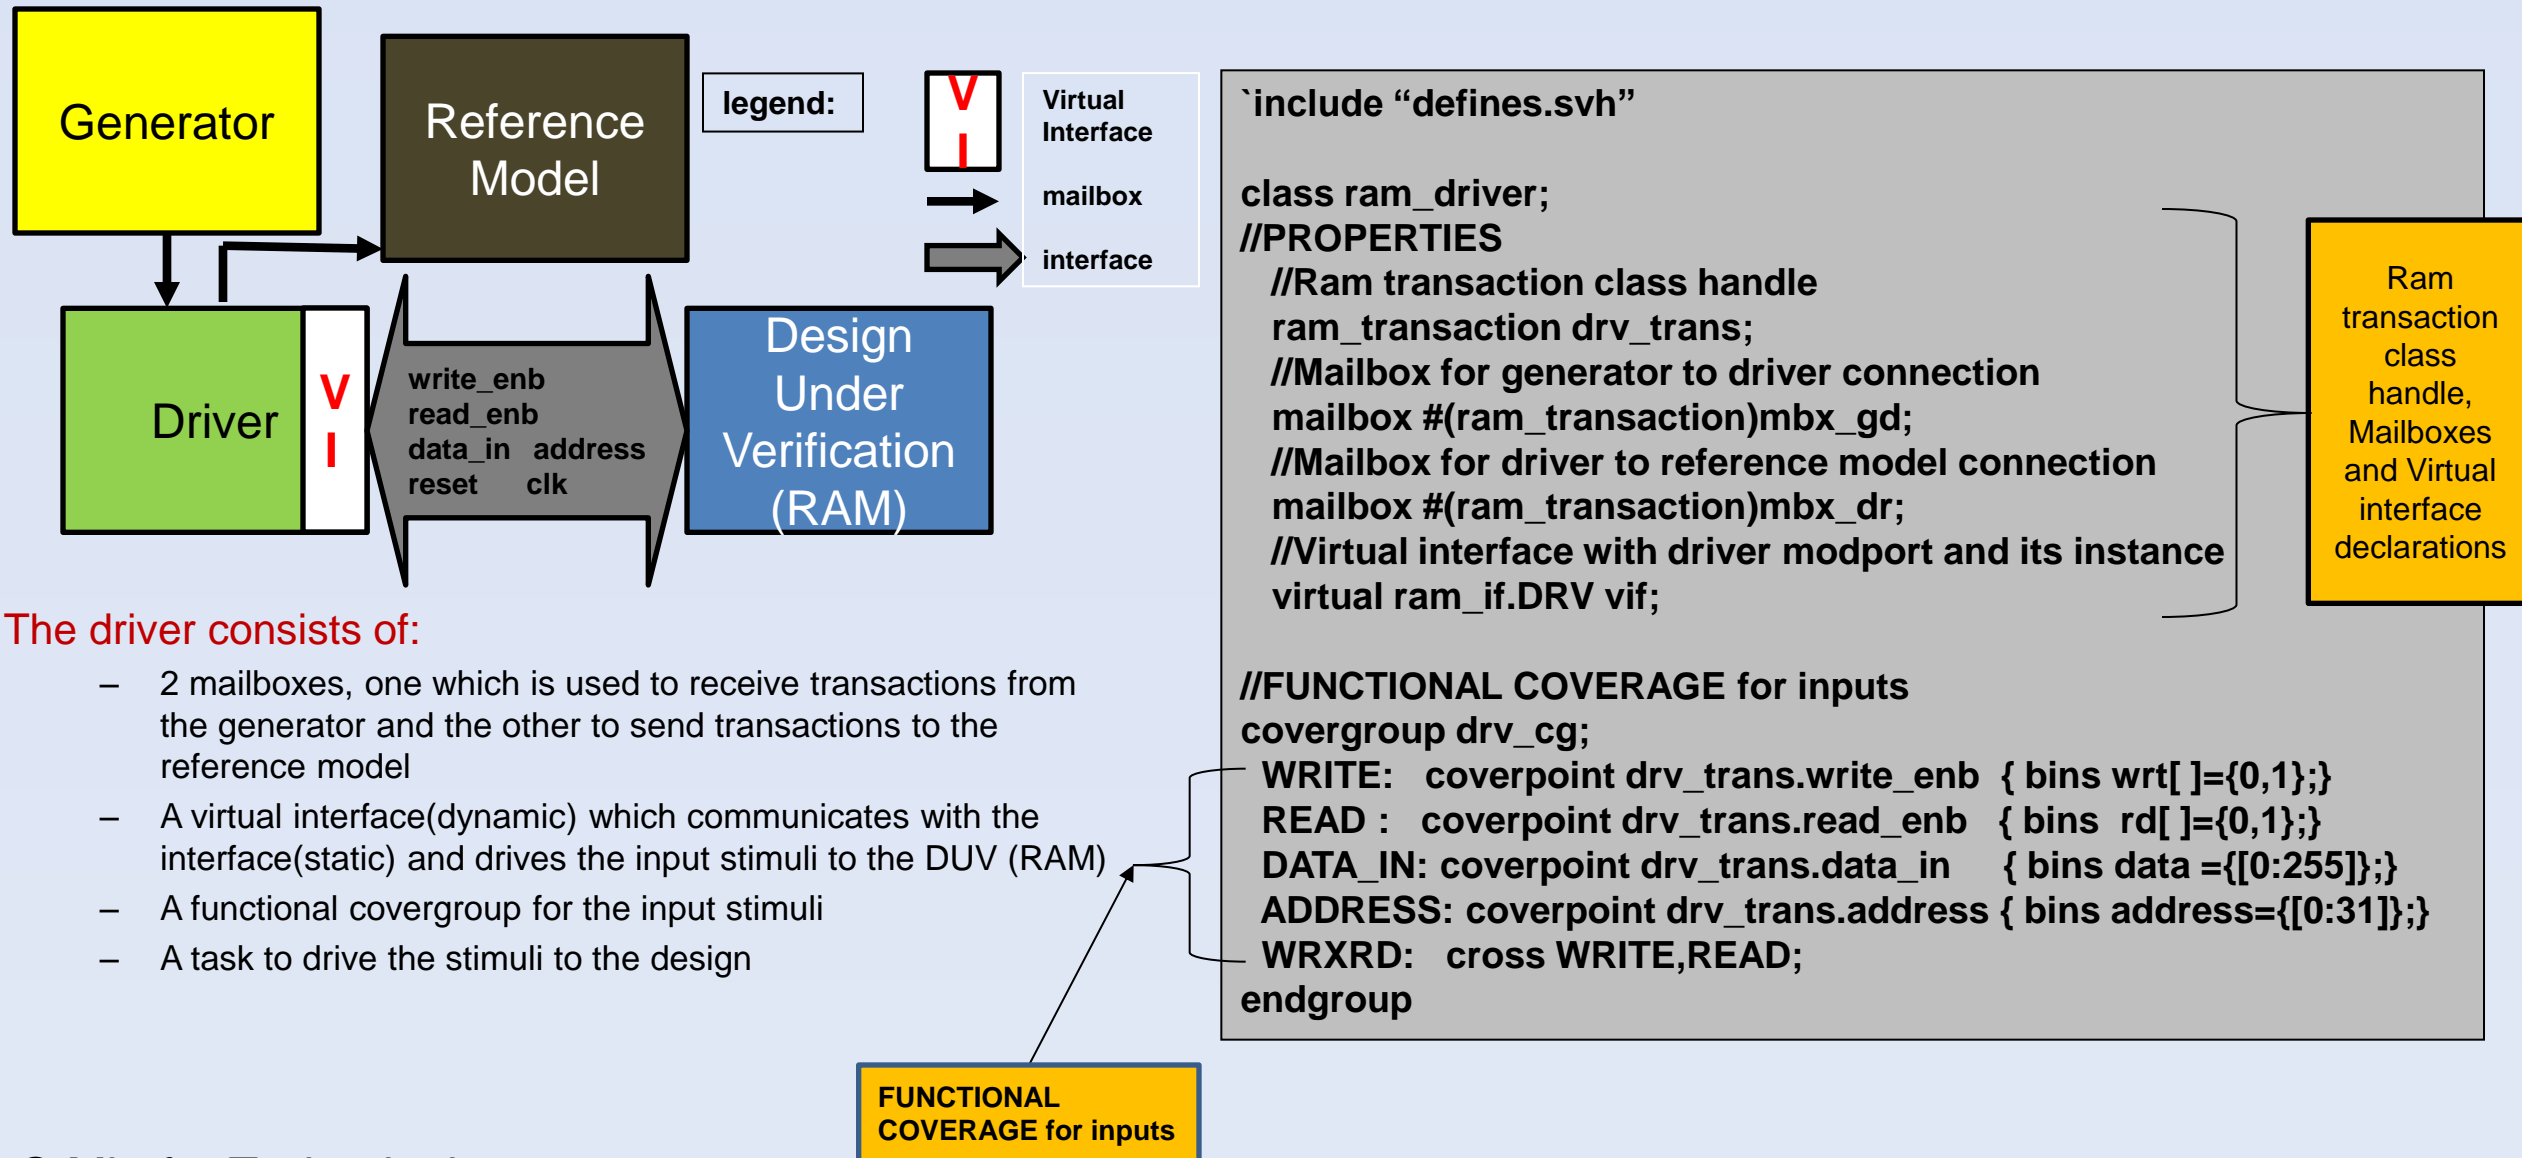 Generator
Reference
Model
legend:
V
I
Virtual
Interface
mailbox
interface
Driver
V
I
write_enb
read_enb
data_in address
reset clk
Design
Under
Verification
(RAM)
The driver consists of:
– 2 mailboxes, one which is used to receive transactions from
the generator and the other to send transactions to the
reference model
– A virtual interface(dynamic) which communicates with the
interface(static) and drives the input stimuli to the DUV (RAM)
– A functional covergroup for the input stimuli
– A task to drive the stimuli to the design
`include “defines.svh”
class ram_driver;
//PROPERTIES
//Ram transaction class handle
ram_transaction drv_trans;
//Mailbox for generator to driver connection
mailbox #(ram_transaction)mbx_gd;
//Mailbox for driver to reference model connection
mailbox #(ram_transaction)mbx_dr;
//Virtual interface with driver modport and its instance
virtual ram_if.DRV vif;
//FUNCTIONAL COVERAGE for inputs
covergroup drv_cg;
WRITE: coverpoint drv_trans.write_enb { bins wrt[ ]={0,1};}
READ : coverpoint drv_trans.read_enb { bins rd[ ]={0,1};}
DATA_IN: coverpoint drv_trans.data_in { bins data ={[0:255]};}
ADDRESS: coverpoint drv_trans.address { bins address={[0:31]};}
WRXRD: cross WRITE,READ;
endgroup
Ram
transaction
class
handle,
Mailboxes
and Virtual
interface
declarations
FUNCTIONAL
COVERAGE for inputs